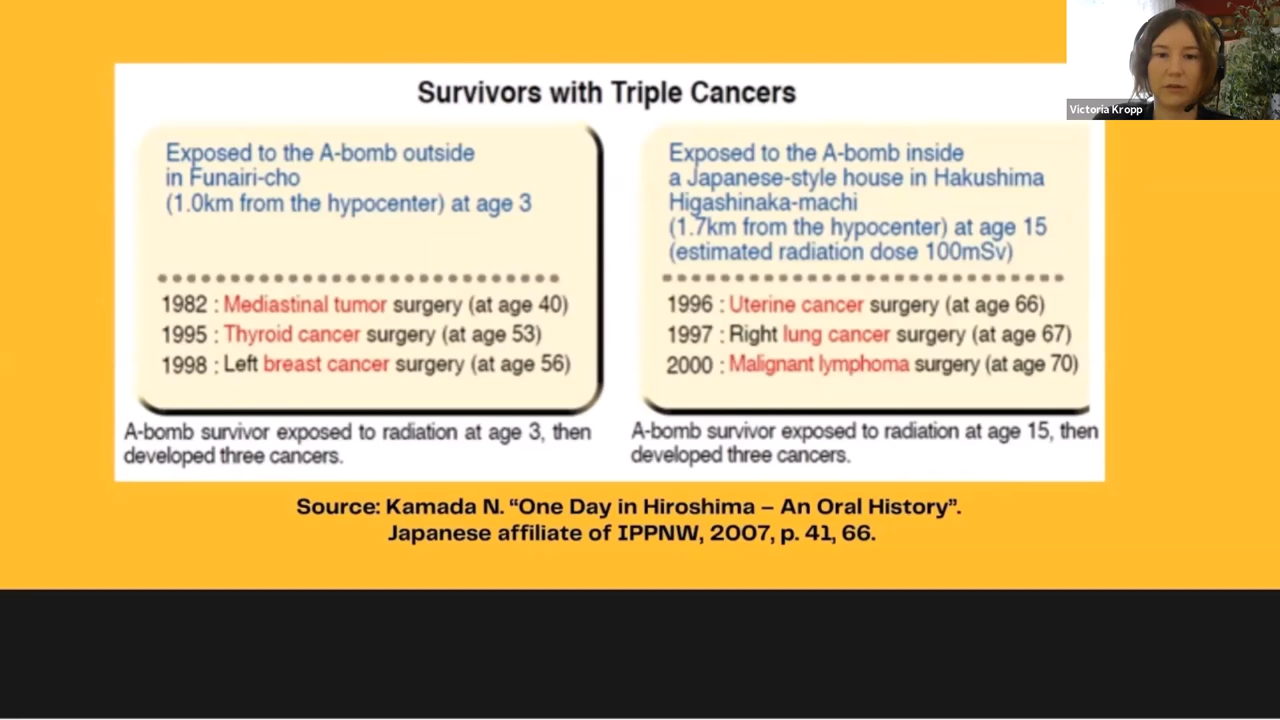 Survivors with Triple Cancers
Exposed to the A-bomb outside
in Funairi-cho
(1.0km from the hypocenter) at age 3
1982 : Mediastinal tumor surgery (at age 40)
1995 : Thyroid cancer surgery (at age 53)
1998 : Left breast cancer surgery (at age 56)
A-bomb survivor exposed to radiation at age 3, then
developed three cancers.
Exposed to the A-bomb inside
a Japanese-style house in Hakushima
Higashinaka-machi
(1.7km from the hypocenter) at age 15
(estimated radiation dose 100mSv)
1996 : Uterine cancer surgery (at age 66)
1997 : Right lung cancer surgery (at age 67)
2000 : Malignant lymphoma surgery (at age 70)
A-bomb survivor exposed to radiation at age 15, then
developed three cancers.
Source: Kamada N. “One Day in Hiroshima – An Oral History”.
Japanese affiliate of IPPNW, 2007, p. 41, 66.
Victoria Kropp